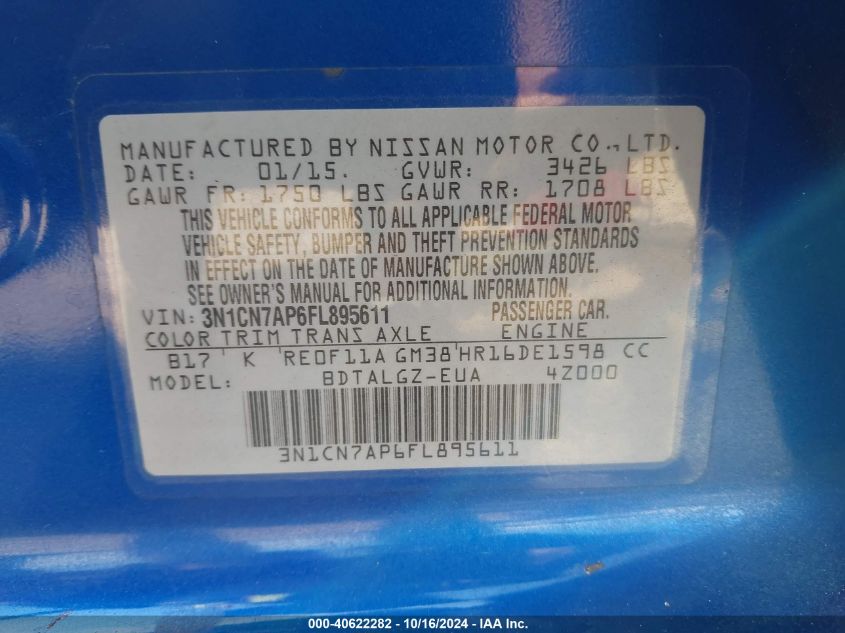 MANUFACTURED BY NISSAN MOTOR CO., LTD.
DATE: 01/15. GVWR: 3426 LBS
GAWR FR: 1750 LBS GAWR RR: 1708 LBS
THIS VEHICLE CONFORMS TO ALL APPLICABLE FEDERAL MOTOR
VEHICLE SAFETY, BUMPER AND THEFT PREVENTION STANDARDS
IN EFFECT ON THE DATE OF MANUFACTURE SHOWN ABOVE.
SEE OWNER'S MANUAL FOR ADDITIONAL INFORMATION.
VIN: 3N1CN7AP6FL895611 PASSENGER CAR.
COLOR TRIM TRANS AXLE ENGINE
B17 K RE0F11A GM38 HR16DE1598 CC
MODEL: BDTALGZ-EUA 4Z000
3N1CN7AP6FL895611
000-40622282 - 10/16/2024 - IAA Inc.